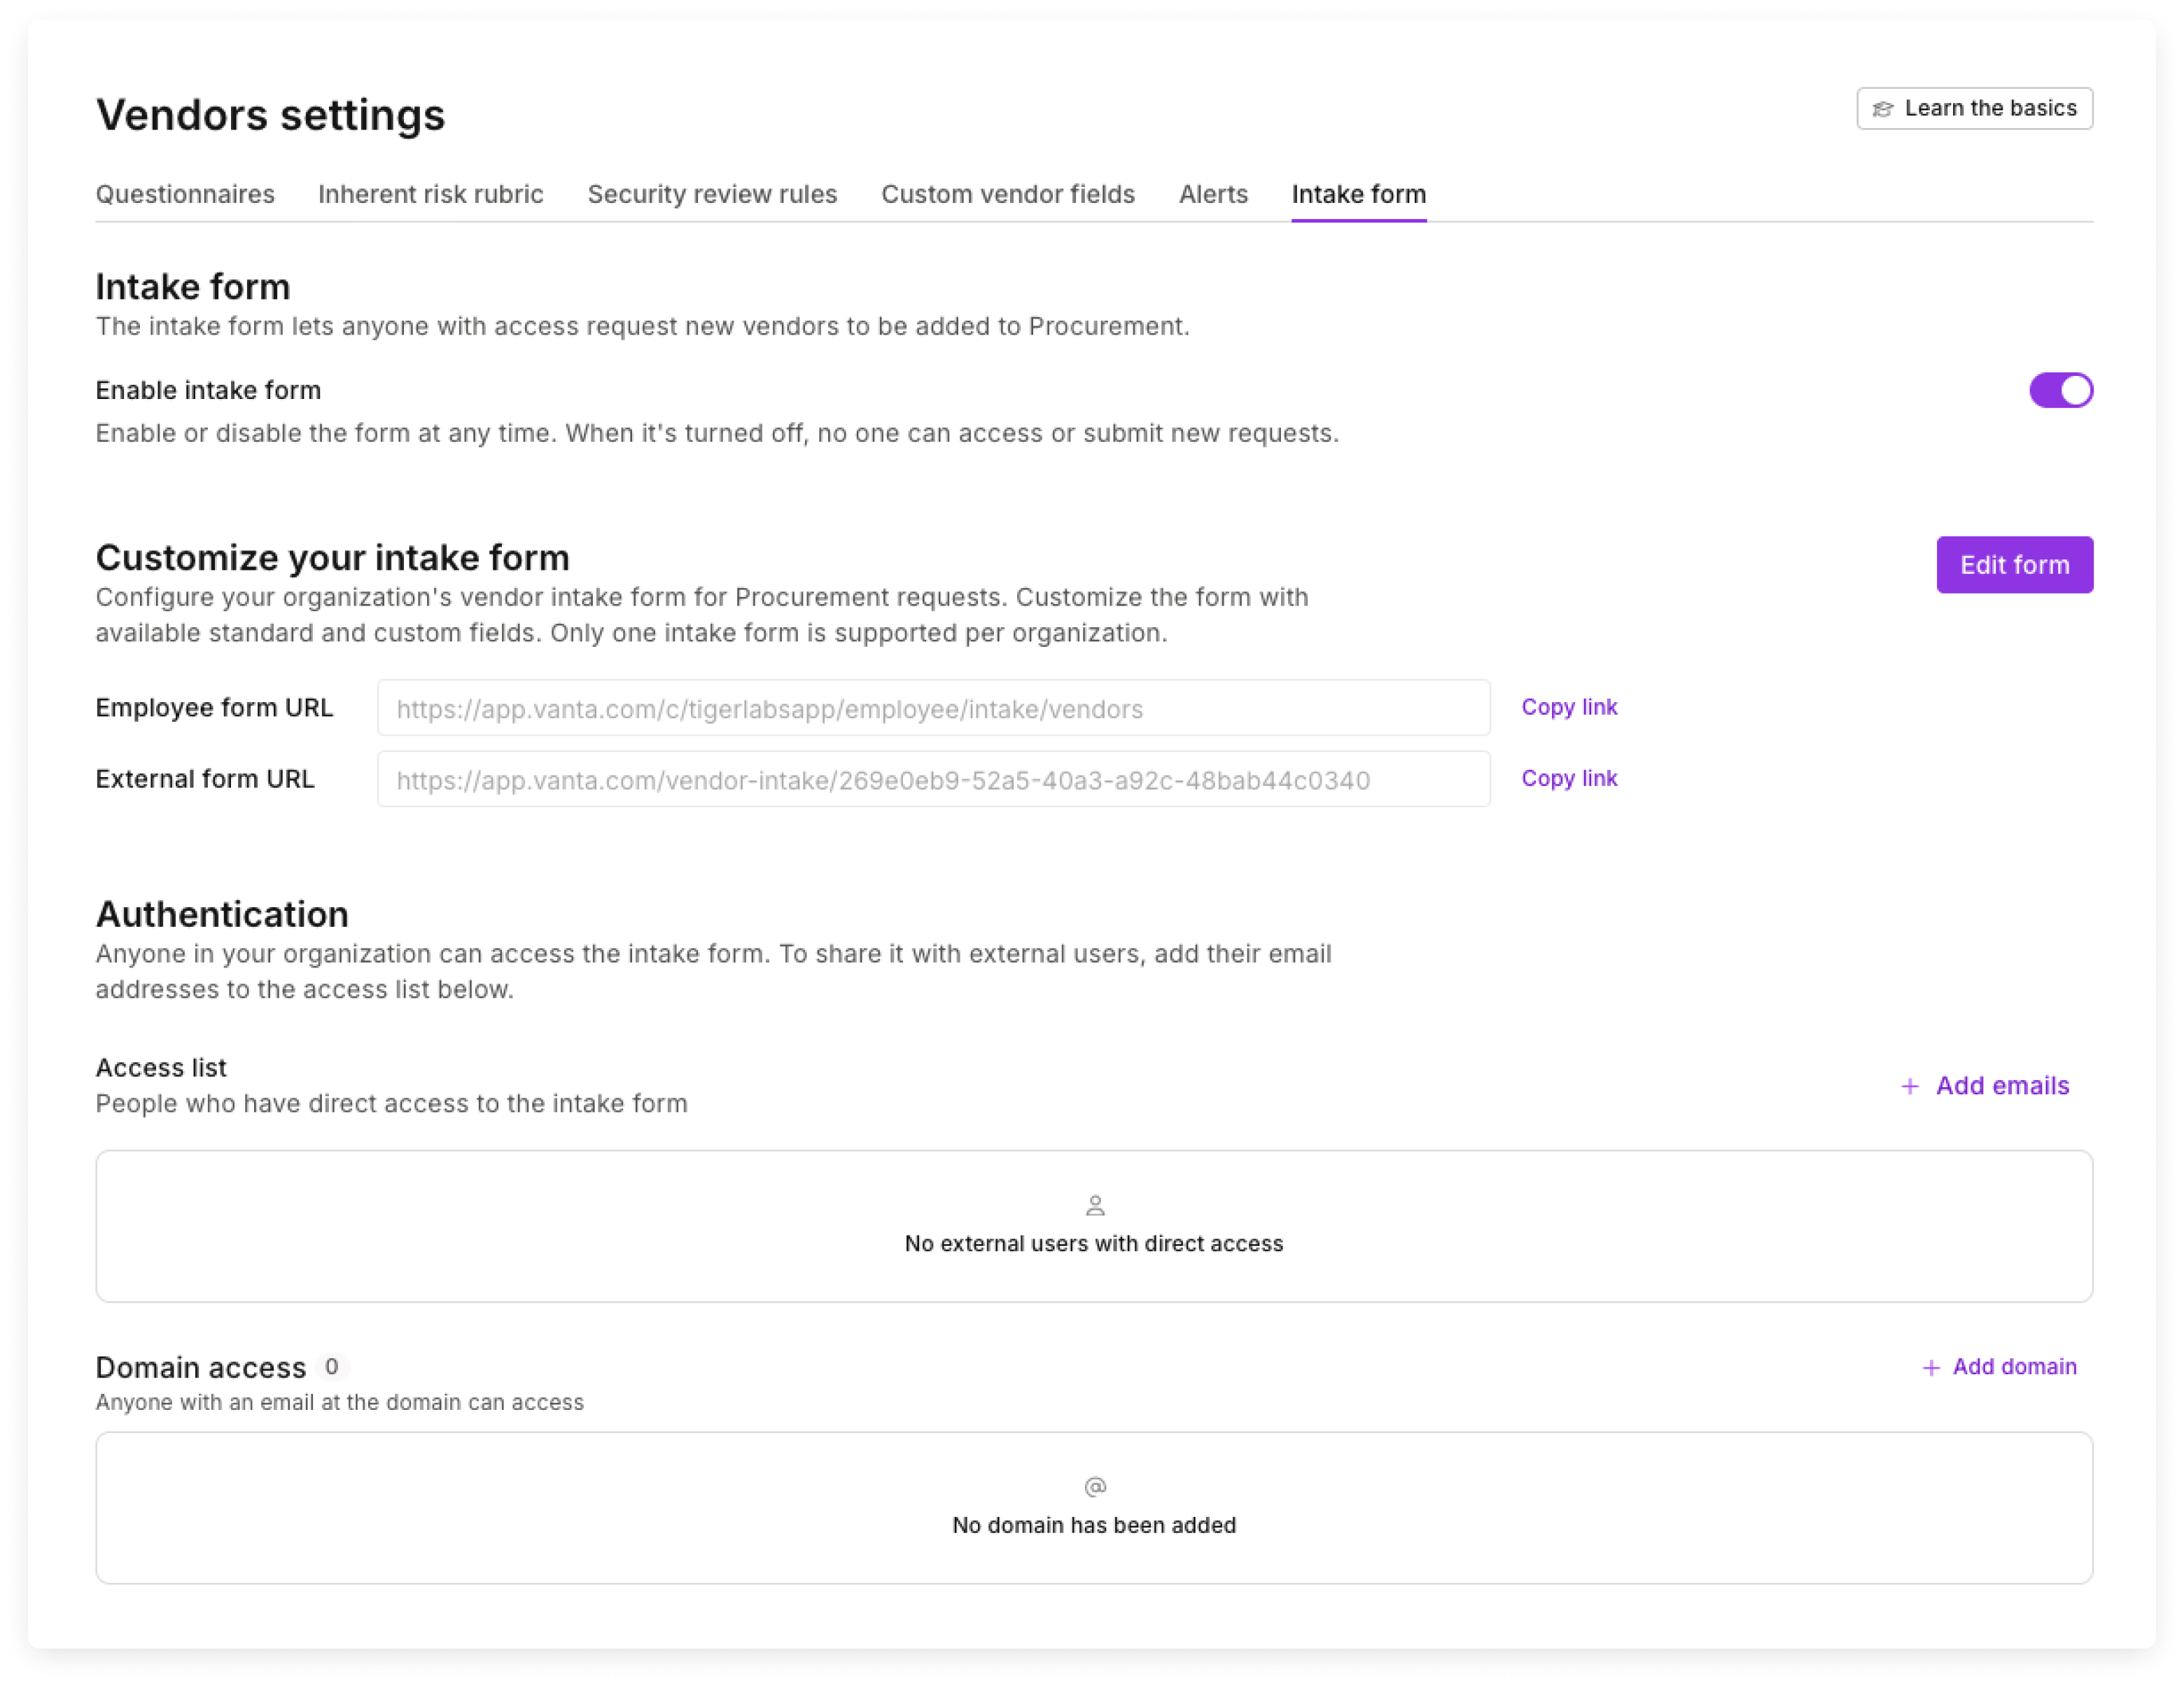 Vendors settings
Learn the basics
Questionnaires Inherent risk rubric Security review rules Custom vendor fields Alerts Intake form
Intake form
The intake form lets anyone with access request new vendors to be added to Procurement.
Enable intake form
Enable or disable the form at any time. When it's turned off, no one can access or submit new requests.
Customize your intake form
Edit form
Configure your organization's vendor intake form for Procurement requests. Customize the form with
available standard and custom fields. Only one intake form is supported per organization.
Employee form URL https://app.vanta.com/c/tigerlabsapp/employee/intake/vendors Copy link
External form URL https://app.vanta.com/vendor-intake/269e0eb9-52a5-40a3-a92c-48bab44c0340 Copy link
Authentication
Anyone in your organization can access the intake form. To share it with external users, add their email
addresses to the access list below.
Access list
+ Add emails
People who have direct access to the intake form
No external users with direct access
Domain access 0
+ Add domain
Anyone with an email at the domain can access
@
No domain has been added